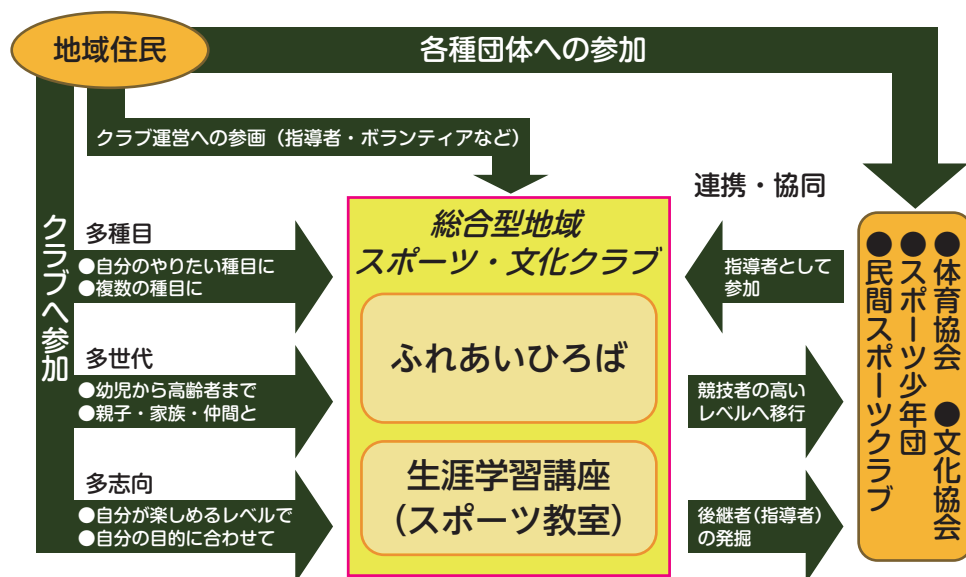 地域住民
各種団体への参加
クラブ運営への参画（指導者・ボランティアなど）
クラブへ参加
多種目
●自分のやりたい種目に
●複数の種目に
多世代
●幼児から高齢者まで
●親子・家族・仲間と
多志向
●自分が楽しめるレベルで
●自分の目的に合わせて
総合型地域
スポーツ・文化クラブ
ふれあいひろば
生涯学習講座
（スポーツ教室）
連携・協同
指導者として
参加
競技者の高い
レベルへ移行
後継者（指導者）
の発掘
●体育協会　●文化協会
●スポーツ少年団
●民間スポーツクラブ